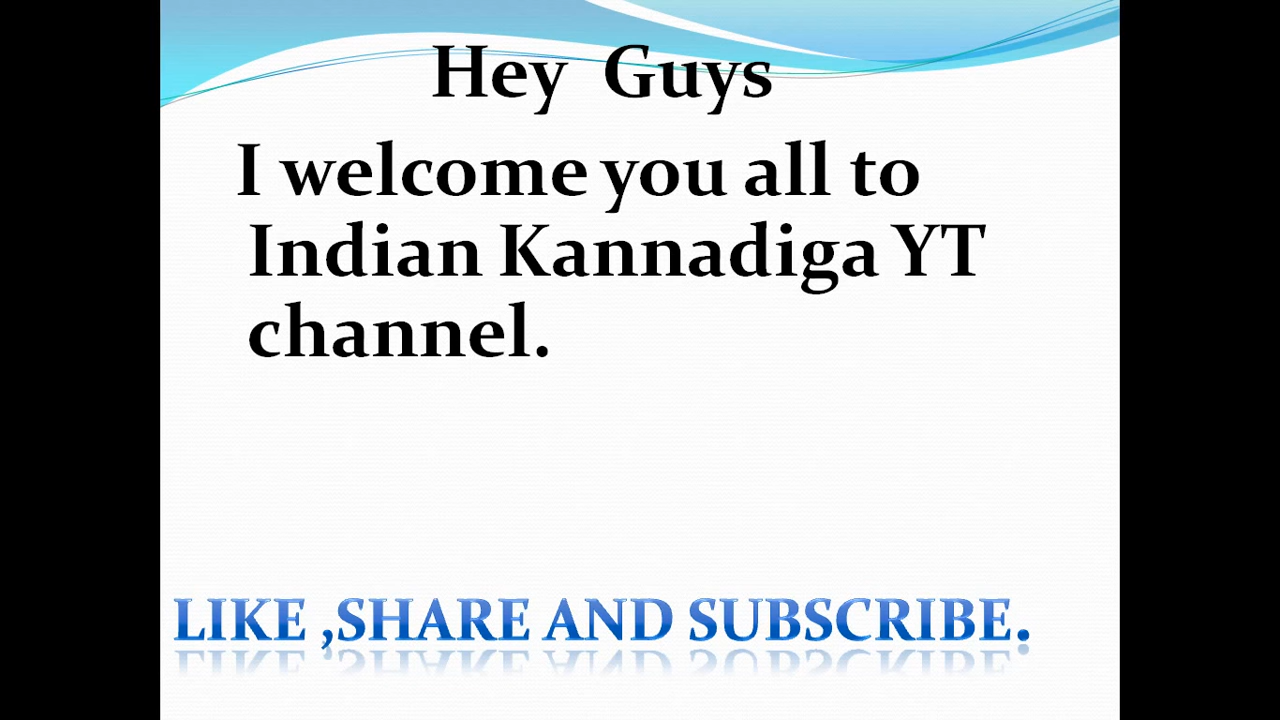 Hey  Guys
I welcome you all to
Indian Kannadiga YT
channel.
LIKE ,SHARE AND SUBSCRIBE.